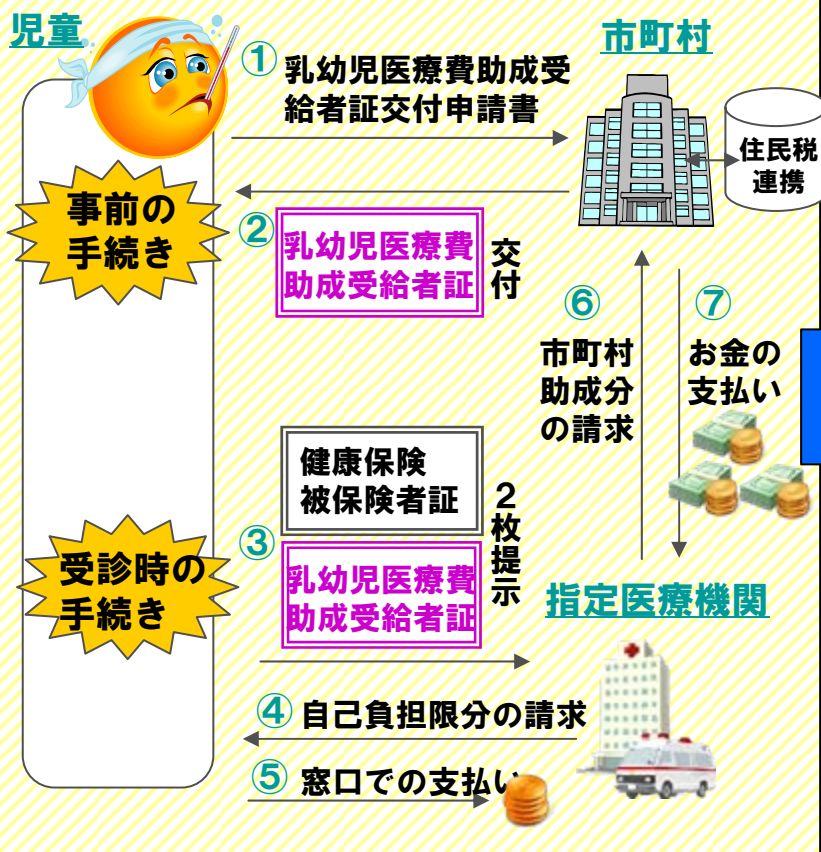 児童
市町村
①乳幼児医療費助成受
給者証交付申請書
住民税
連携
事前の
手続き
②乳幼児医療費
助成受給者証
交付
⑥
市町村
助成分
の請求
⑦
お金の
支払い
健康保険
被保険者証
2枚提示
③
乳幼児医療費
助成受給者証
受診時の
手続き
指定医療機関
④自己負担限分の請求
⑤窓口での支払い